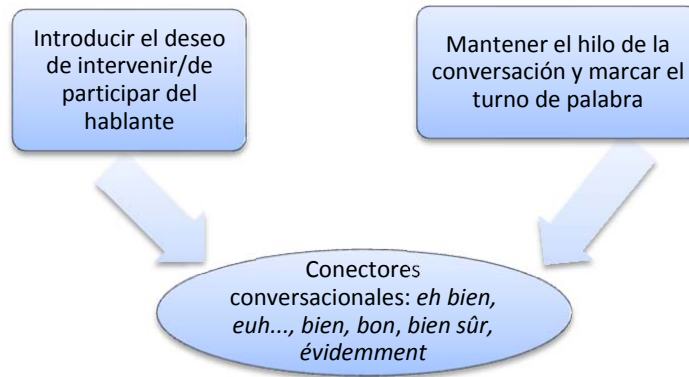 Introducir el deseo
de intervenir/de
participar del
hablante
Mantener el hilo de la
conversación y marcar el
turno de palabra
Conectores
conversacionales: eh bien,
euh..., bien, bon, bien sûr,
évidemment